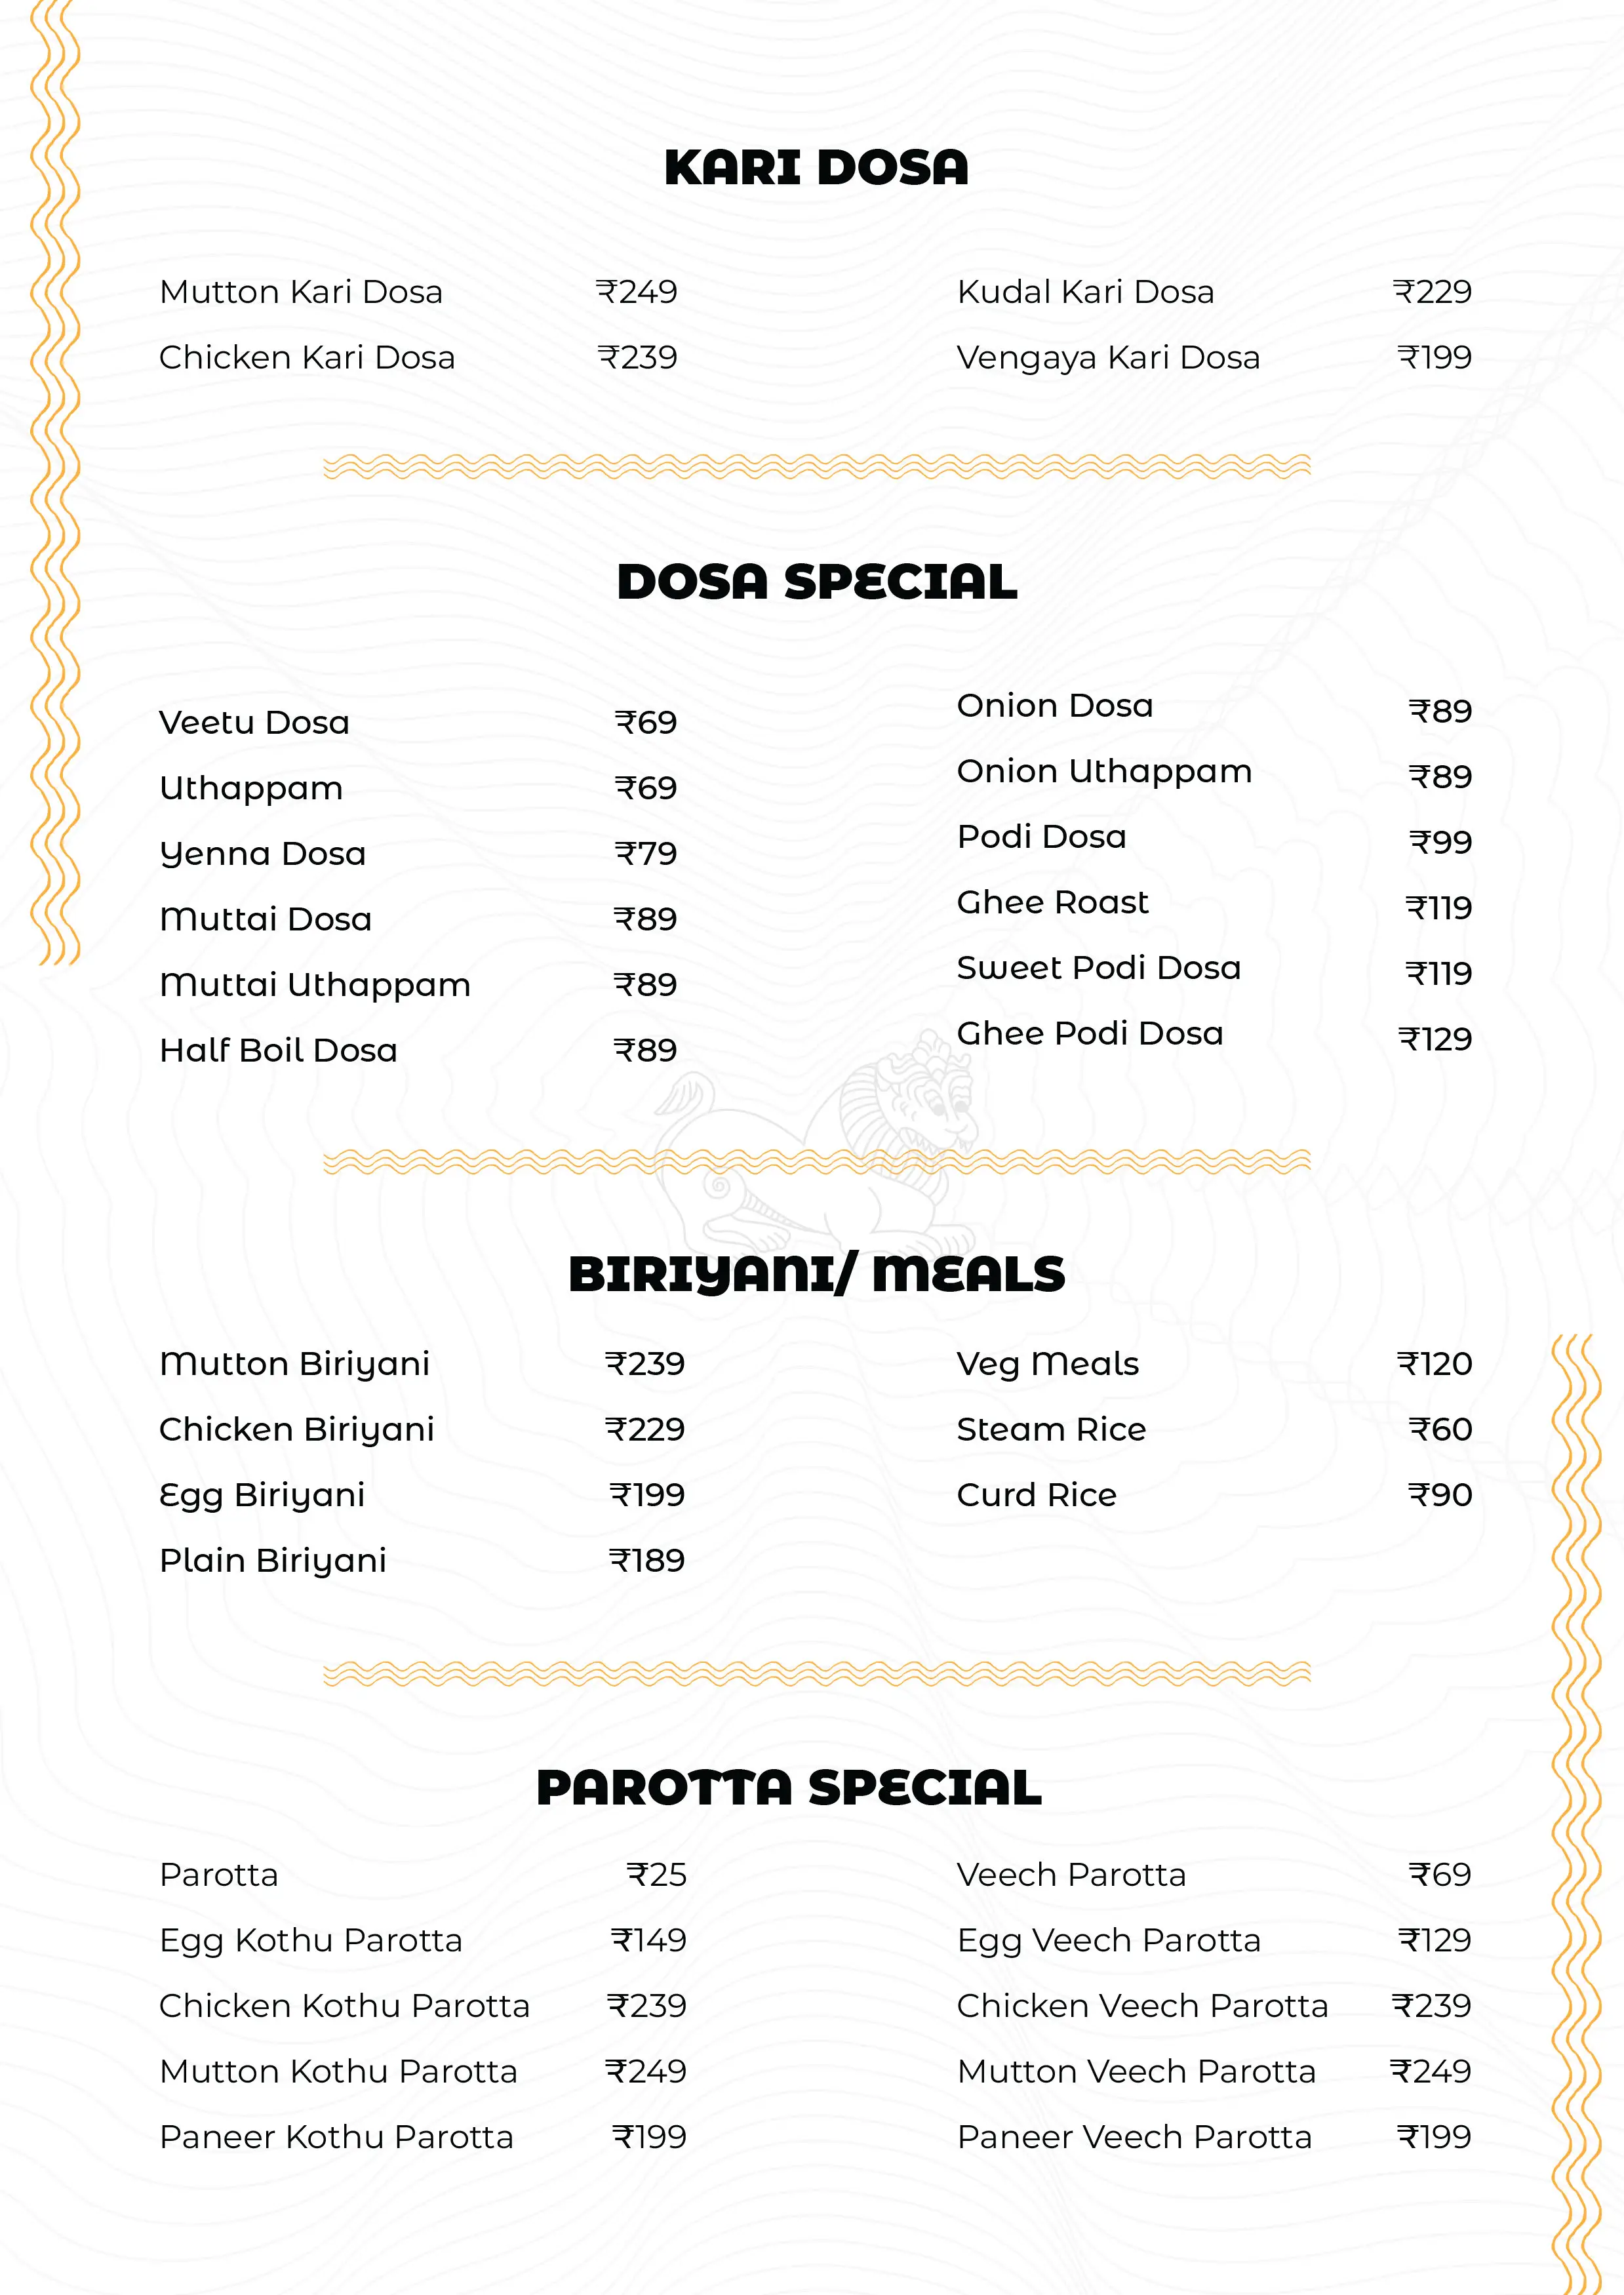 KARI DOSA
Mutton Kari Dosa ₹249
Chicken Kari Dosa ₹239
Kudal Kari Dosa ₹229
Vengaya Kari Dosa ₹199
DOSA SPECIAL
Veetu Dosa ₹69
Uthappam ₹69
Yenna Dosa ₹79
Muttai Dosa ₹89
Muttai Uthappam ₹89
Half Boil Dosa ₹89
Onion Dosa ₹89
Onion Uthappam ₹89
Podi Dosa ₹99
Ghee Roast ₹119
Sweet Podi Dosa ₹119
Ghee Podi Dosa ₹129
BIRIYANI/ MEALS
Mutton Biriyani ₹239
Chicken Biriyani ₹229
Egg Biriyani ₹199
Plain Biriyani ₹189
Veg Meals ₹120
Steam Rice ₹60
Curd Rice ₹90
PAROTTA SPECIAL
Parotta ₹25
Egg Kothu Parotta ₹149
Chicken Kothu Parotta ₹239
Mutton Kothu Parotta ₹249
Paneer Kothu Parotta ₹199
Veech Parotta ₹69
Egg Veech Parotta ₹129
Chicken Veech Parotta ₹239
Mutton Veech Parotta ₹249
Paneer Veech Parotta ₹199